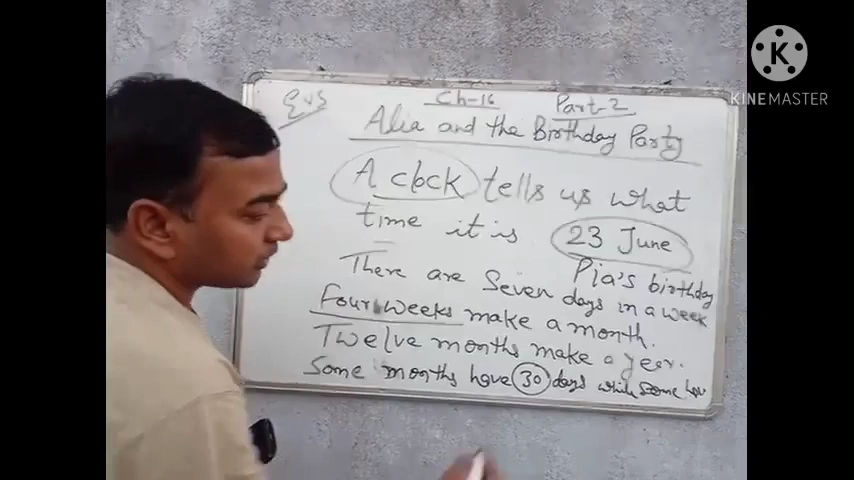 EVS
Ch-16 Part-2
Alia and the Birthday Party
A clock tells us what
time it is 23 June
Pia's birthday
There are Seven days in a week
Four weeks make a month.
Twelve months make a year.
Some months have 30 days while some hav
K
KINEMASTER